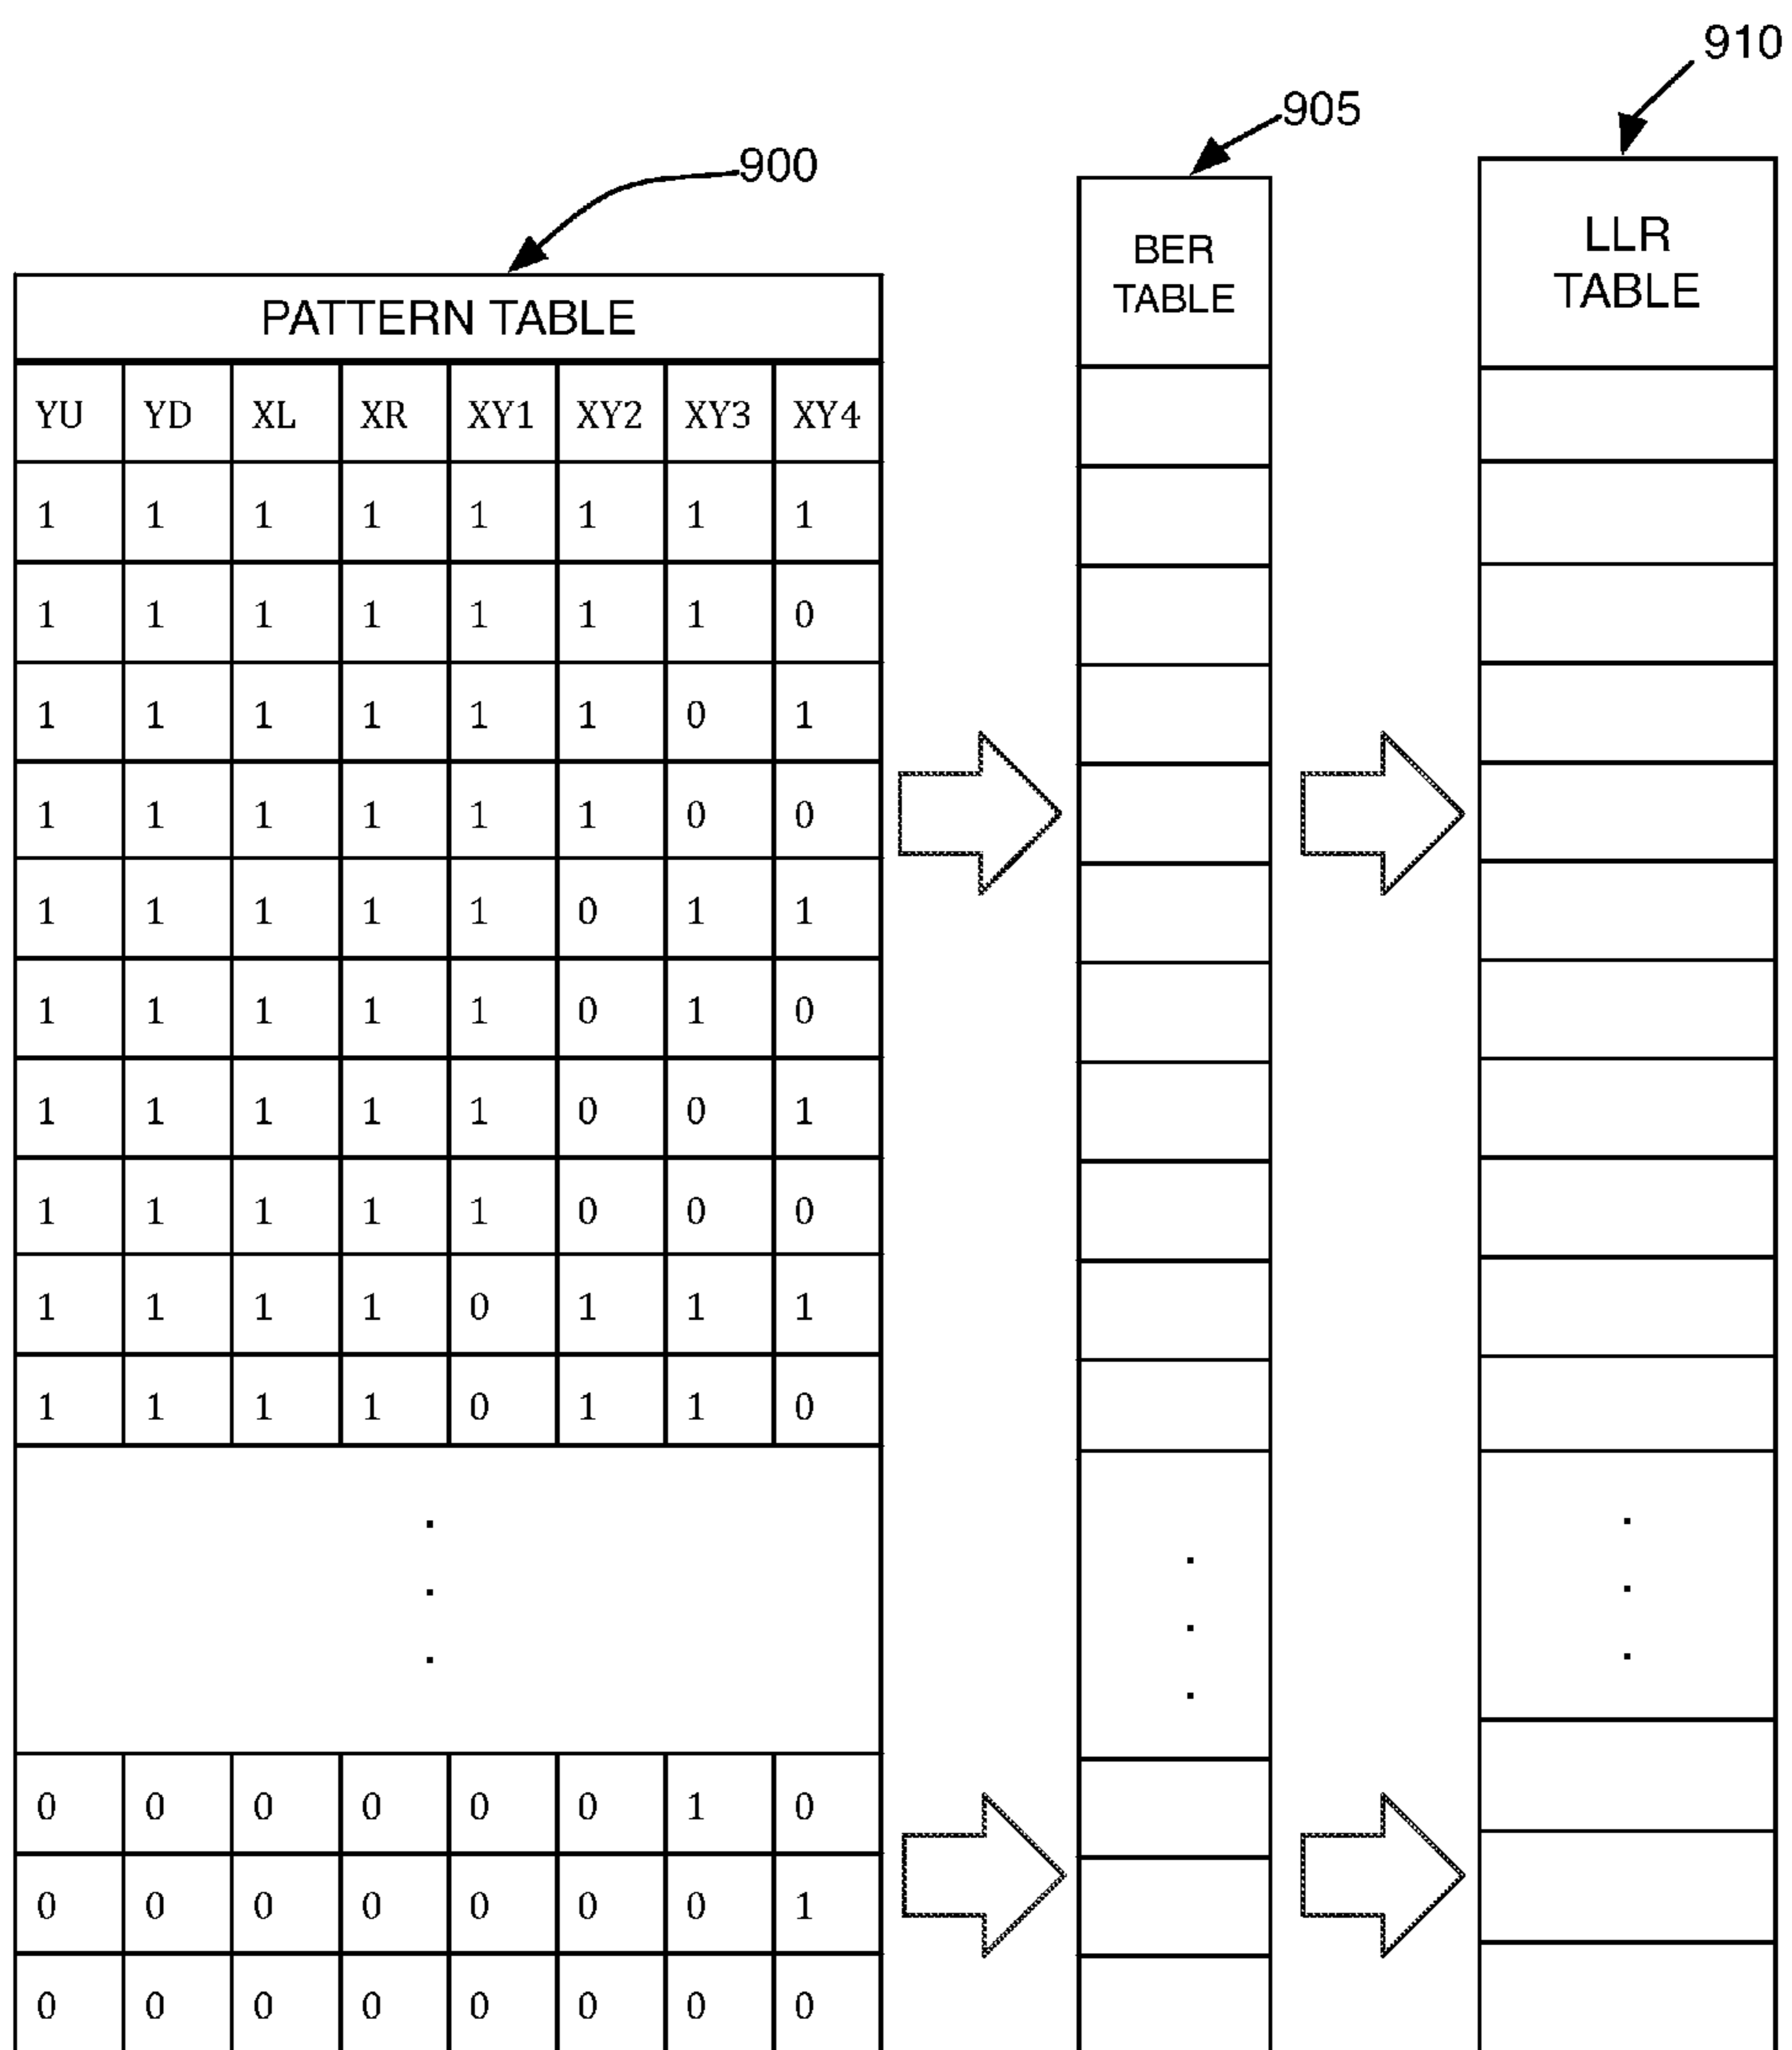 910
905
900
LLR
TABLE
BER
TABLE
PATTERN TABLE
YU YD XL XR XY1 XY2 XY3 XY4
1 1 1 1 1 1 1 1
1 1 1 1 1 1 1 0
1 1 1 1 1 1 0 1
1 1 1 1 1 1 0 0
1 1 1 1 1 0 1 1
1 1 1 1 1 0 1 0
1 1 1 1 1 0 0 1
1 1 1 1 1 0 0 0
1 1 1 1 0 1 1 1
1 1 1 1 0 1 1 0
0 0 0 0 0 0 1 0
0 0 0 0 0 0 0 1
0 0 0 0 0 0 0 0